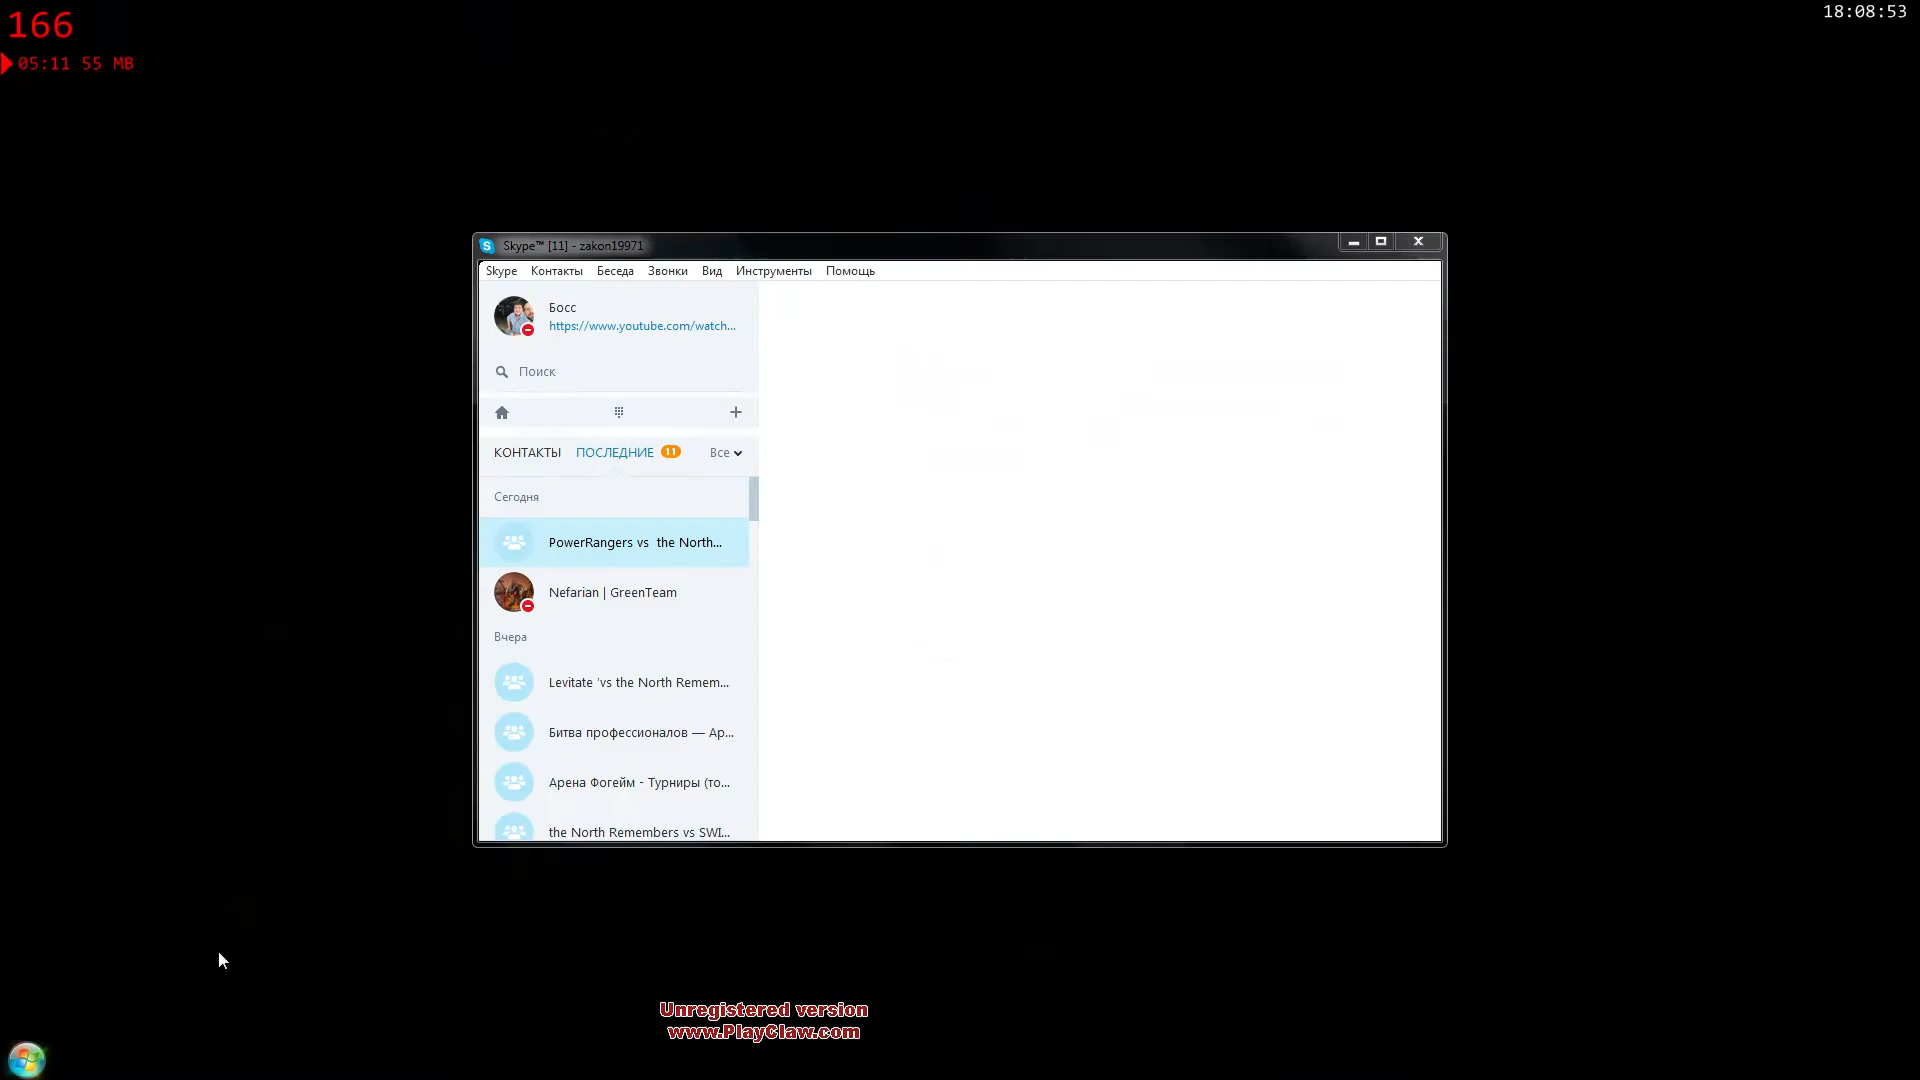 166
05:11 55 MB
18:08:53
Skype™ [11] - zakon19971
Skype Контакты Беседа Звонки Вид Инструменты Помощь
Босс
https://www.youtube.com/watch...
Поиск
КОНТАКТЫ ПОСЛЕДНИЕ 11 Все
Сегодня
PowerRangers vs the North...
Nefarian | GreenTeam
Вчера
Levitate 'vs the North Remem...
Битва профессионалов — Ар...
Арена Фогейм - Турниры (то...
the North Remembers vs SWI...
Unregistered version
www.PlayClaw.com